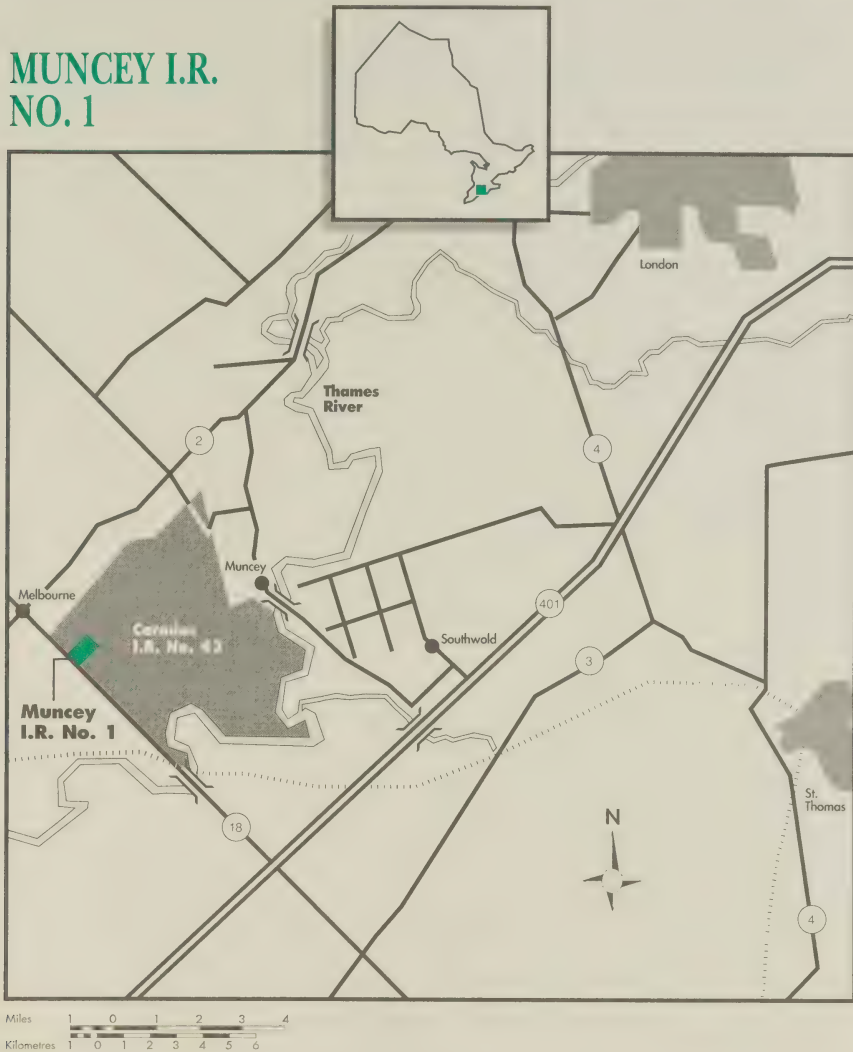 MUNCEY I.R.
NO. 1
London
Thames
River
2
4
Muncey
Melbourne
401
Caradoc
I.R. No. 42
Southwold
3
Muncey
I.R. No. 1
St.
Thomas
18
N
4
Miles 1 0 1 2 3 4
Kilometres 1 0 1 2 3 4 5 6